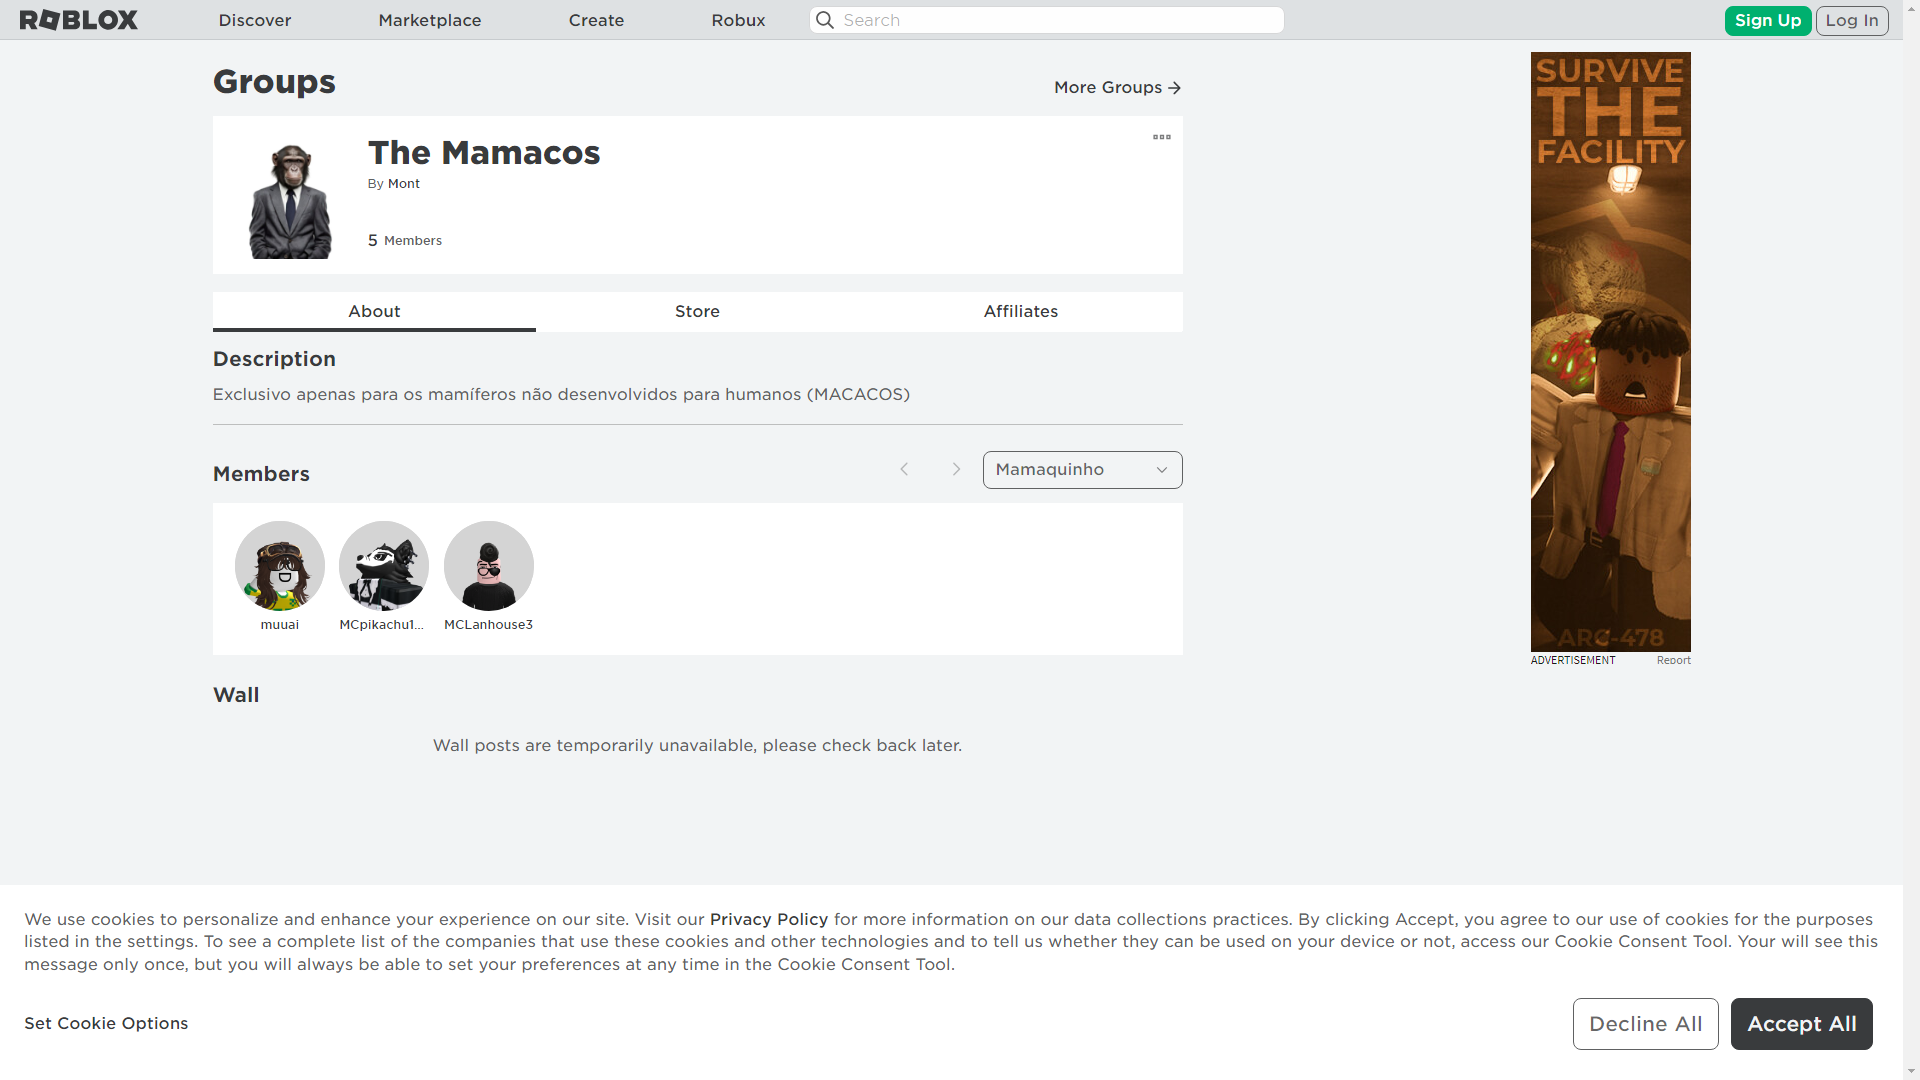 ROBLOX
Discover
Marketplace
Create
Robux
Search
Sign Up
Log In
Groups
More Groups
The Mamacos
By Mont
5 Members
About
Store
Affiliates
Description
Exclusivo apenas para os mamíferos não desenvolvidos para humanos (MACACOS)
Members
Mamaquinho
muuai
MCpikachu1...
MCLanhouse3
Wall
Wall posts are temporarily unavailable, please check back later.
SURVIVE
THE
FACILITY
ARC-478
ADVERTISEMENT
Report
We use cookies to personalize and enhance your experience on our site. Visit our Privacy Policy for more information on our data collections practices. By clicking Accept, you agree to our use of cookies for the purposes
listed in the settings. To see a complete list of the companies that use these cookies and other technologies and to tell us whether they can be used on your device or not, access our Cookie Consent Tool. Your will see this
message only once, but you will always be able to set your preferences at any time in the Cookie Consent Tool.
Set Cookie Options
Decline All
Accept All